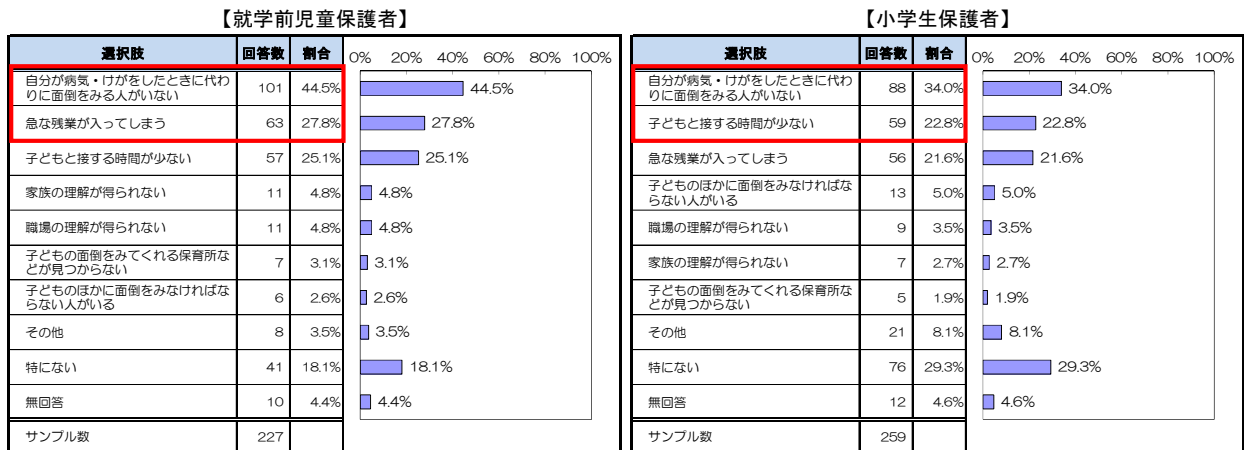 【就学前児童保護者】
選択肢 回答数 割合 0% 20% 40% 60% 80% 100%
自分が病気・けがをしたときに代わ
りに面倒をみる人がいない 101 44.5% 44.5%
急な残業が入ってしまう 63 27.8% 27.8%
子どもと接する時間が少ない 57 25.1% 25.1%
家族の理解が得られない 11 4.8% 4.8%
職場の理解が得られない 11 4.8% 4.8%
子どもの面倒をみてくれる保育所な
どが見つからない 7 3.1% 3.1%
子どものほかに面倒をみなければな
らない人がいる 6 2.6% 2.6%
その他 8 3.5% 3.5%
特にない 41 18.1% 18.1%
無回答 10 4.4% 4.4%
サンプル数 227
【小学生保護者】
選択肢 回答数 割合 0% 20% 40% 60% 80% 100%
自分が病気・けがをしたときに代わ
りに面倒をみる人がいない 88 34.0% 34.0%
子どもと接する時間が少ない 59 22.8% 22.8%
急な残業が入ってしまう 56 21.6% 21.6%
子どものほかに面倒をみなければな
らない人がいる 13 5.0% 5.0%
職場の理解が得られない 9 3.5% 3.5%
家族の理解が得られない 7 2.7% 2.7%
子どもの面倒をみてくれる保育所な
どが見つからない 5 1.9% 1.9%
その他 21 8.1% 8.1%
特にない 76 29.3% 29.3%
無回答 12 4.6% 4.6%
サンプル数 259